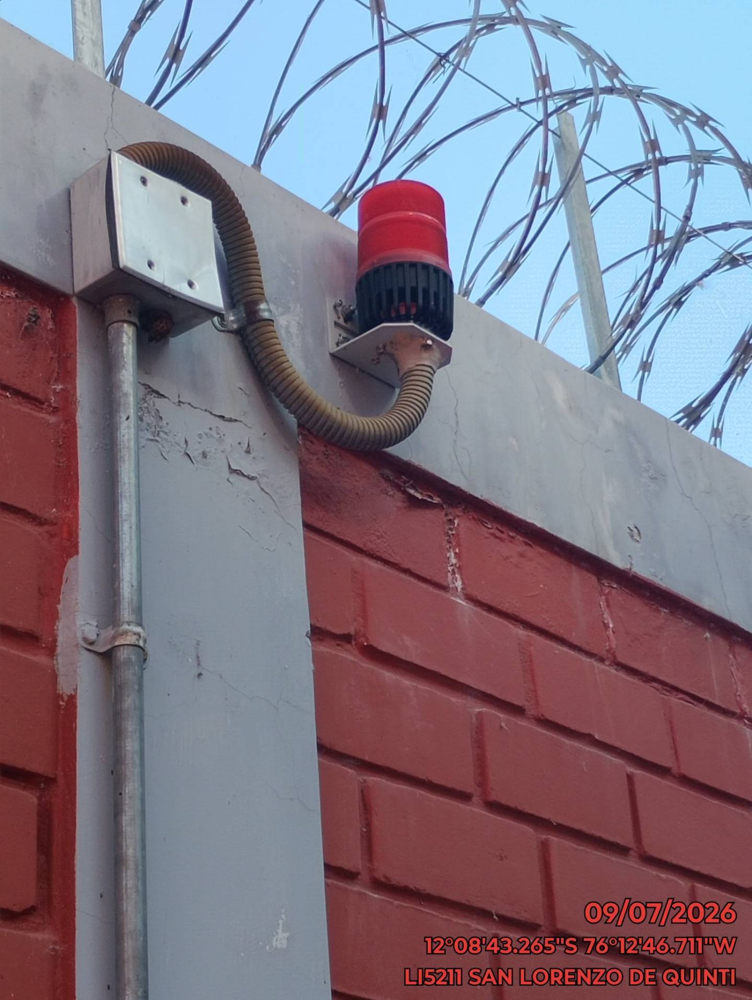 09/07/2026
12°08'43.265"S 76°12'46.711"W
LI5211 SAN LORENZO DE QUINTI